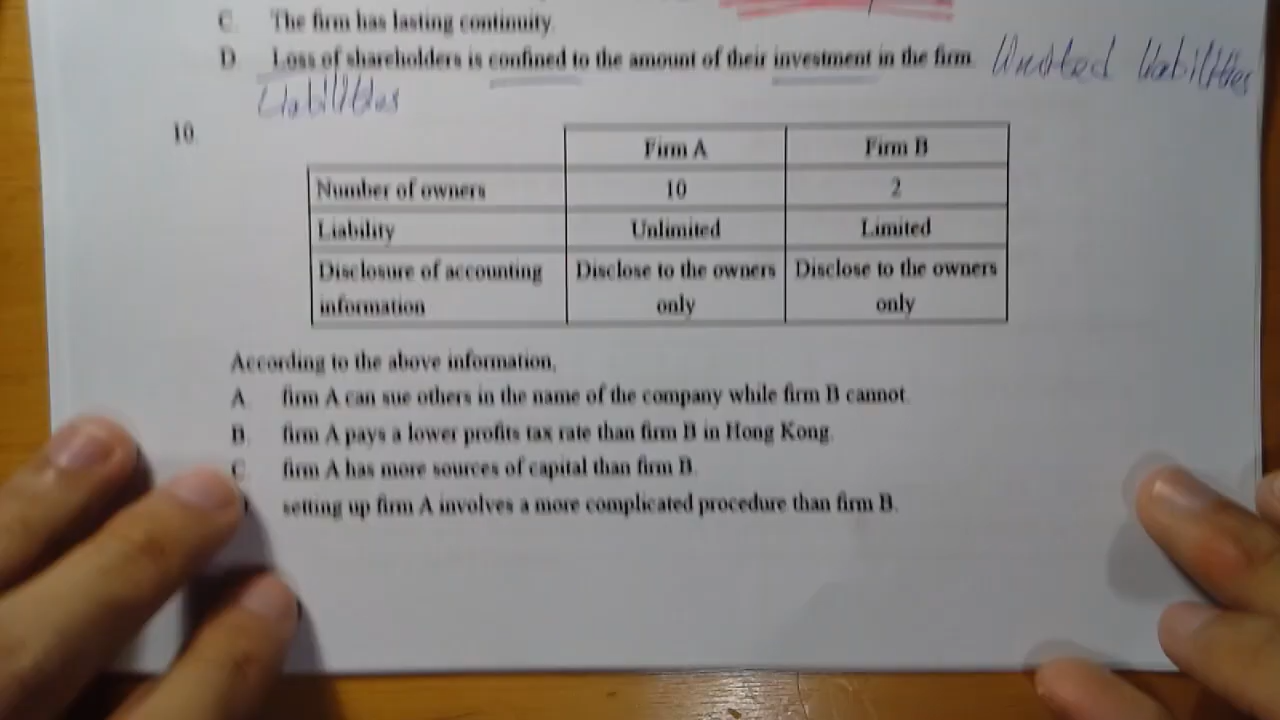 C. The firm has lasting continuity.
D. Loss of shareholders is confined to the amount of their investment in the firm. liabilities
Liabilities
10.
Firm A Firm B
Number of owners 10 2
Liability Unlimited Limited
Disclosure of accounting information Disclose to the owners only Disclose to the owners only
According to the above information,
A. firm A can sue others in the name of the company while firm B cannot.
B. firm A pays a lower profits tax rate than firm B in Hong Kong.
C. firm A has more sources of capital than firm B.
setting up firm A involves a more complicated procedure than firm B.